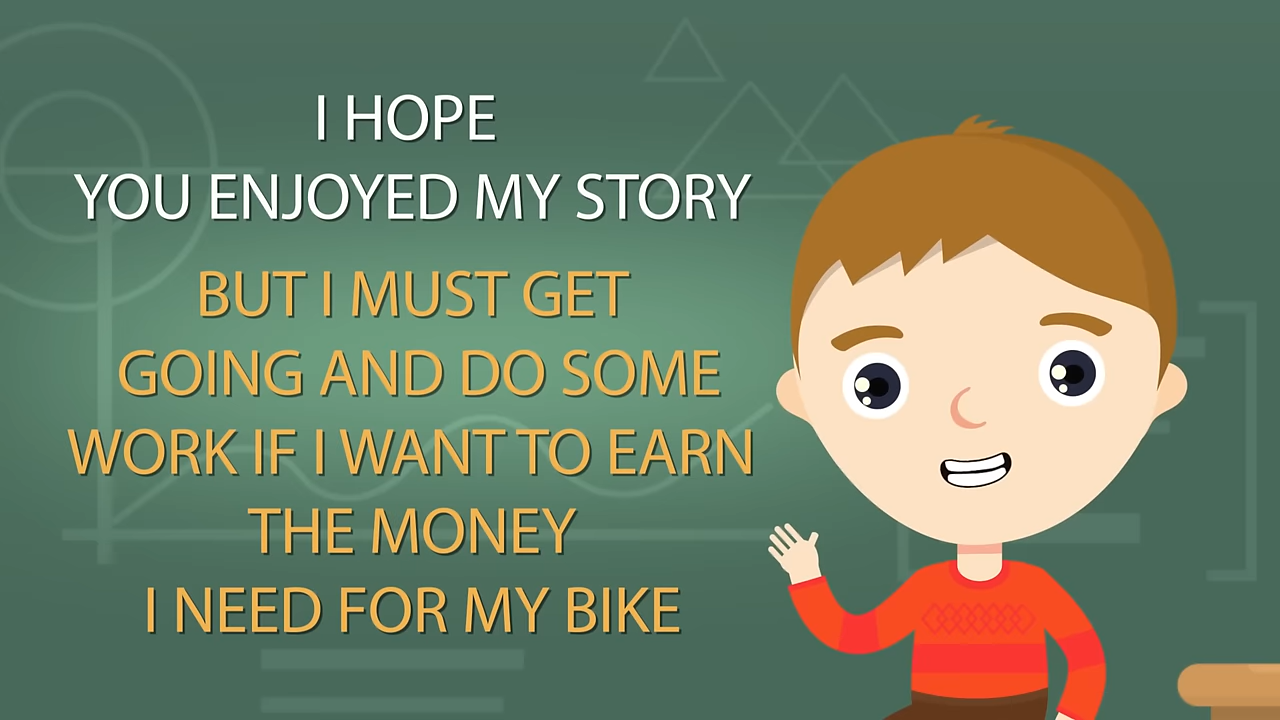 I HOPE
YOU ENJOYED MY STORY
BUT I MUST GET
GOING AND DO SOME
WORK IF I WANT TO EARN
THE MONEY
I NEED FOR MY BIKE